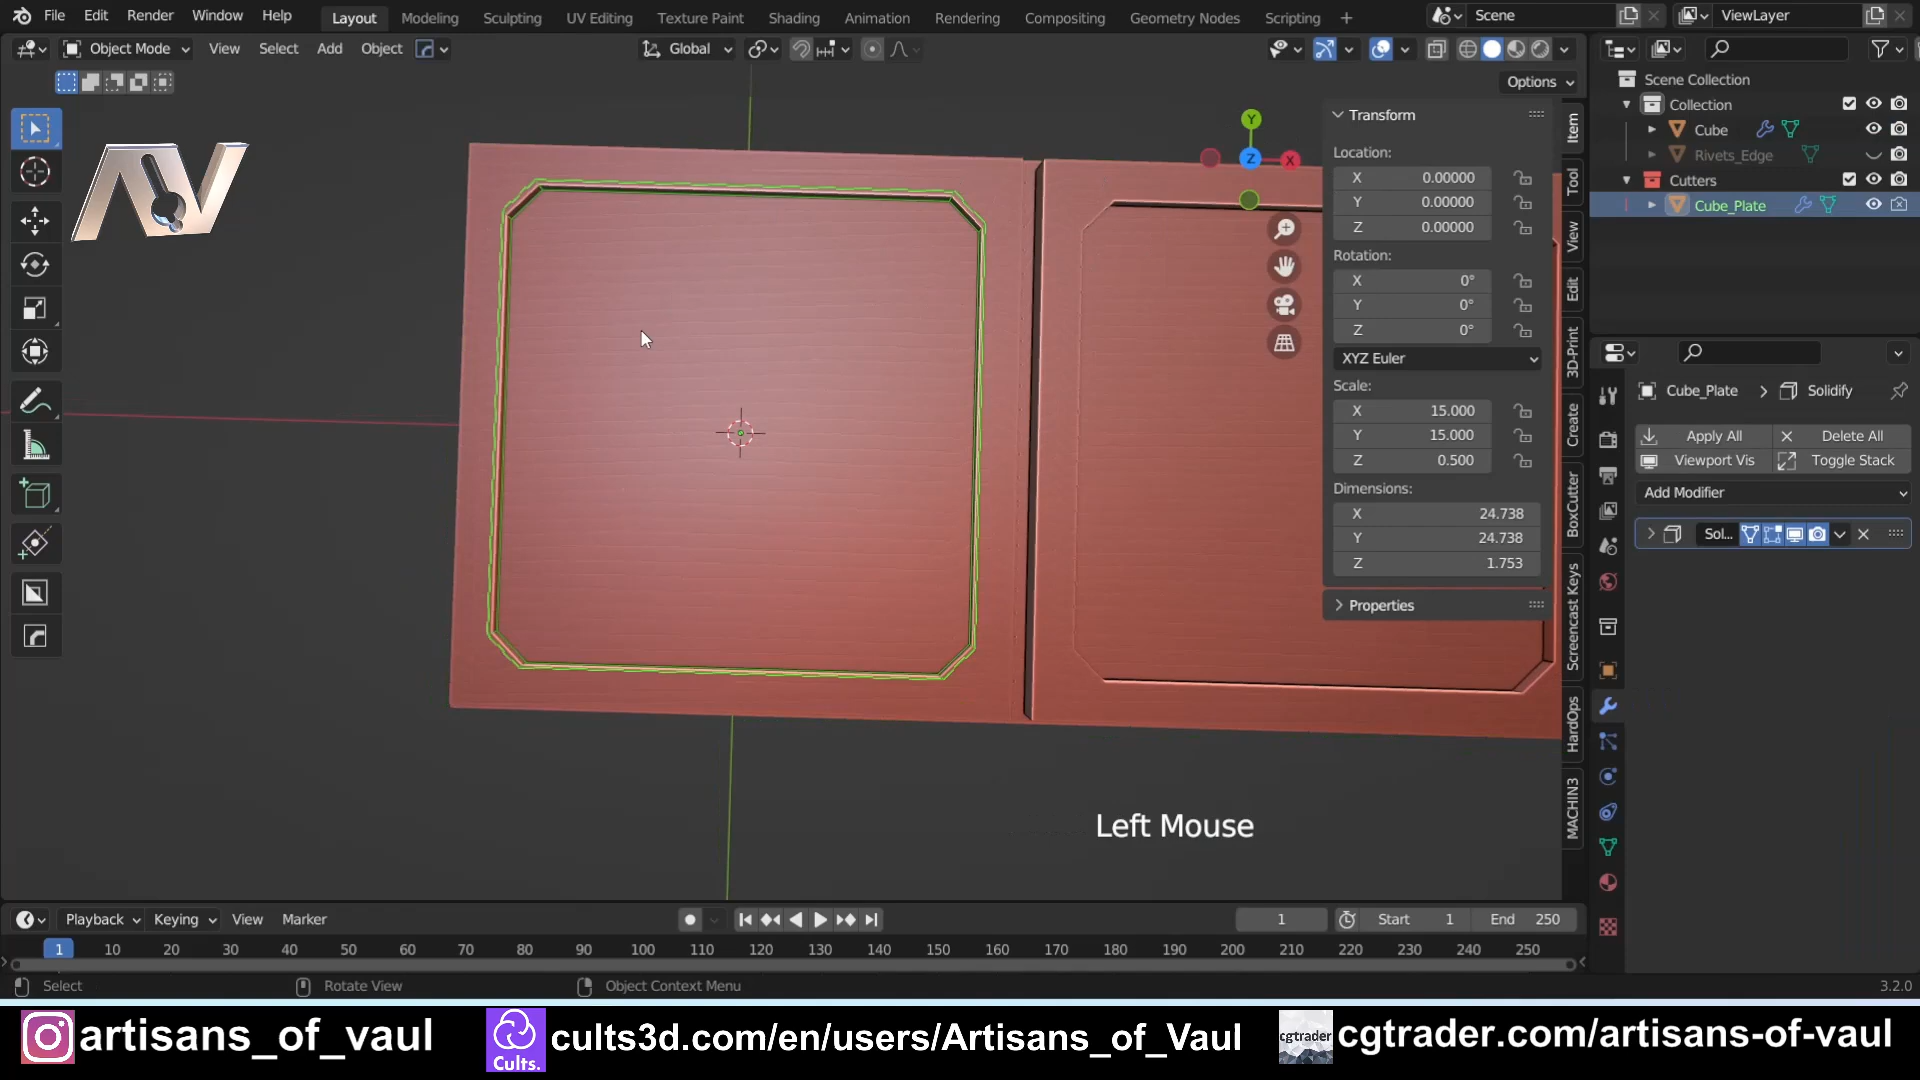 File Edit Render Window Help Layout Modeling Sculpting UV Editing Texture Paint Shading Animation Rendering Compositing Geometry Nodes Scripting + Scene ViewLayer
Object Mode View Select Add Object Global
Options
AV
Scene Collection
Collection
Cube
Rivets_Edge
Cutters
Cube_Plate
Y
Z X
Transform
Location:
X 0.00000
Y 0.00000
Z 0.00000
Rotation:
X 0°
Y 0°
Z 0°
XYZ Euler
Scale:
X 15.000
Y 15.000
Z 0.500
Dimensions:
X 24.738
Y 24.738
Z 1.753
Properties
Item
Tool
View
Edit
3D-Print
Create
BoxCutter
Screencast Keys
HardOps
MACHIN3
Cube_Plate > Solidify
Apply All Delete All
Viewport Vis Toggle Stack
Add Modifier
Sol...
Left Mouse
Playback Keying View Marker 1 Start 1 End 250
1 10 20 30 40 50 60 70 80 90 100 110 120 130 140 150 160 170 180 190 200 210 220 230 240 250
Select Rotate View Object Context Menu 3.2.0
artisans_of_vaul Cults. cults3d.com/en/users/Artisans_of_Vaul cgtrader cgtrader.com/artisans-of-vaul